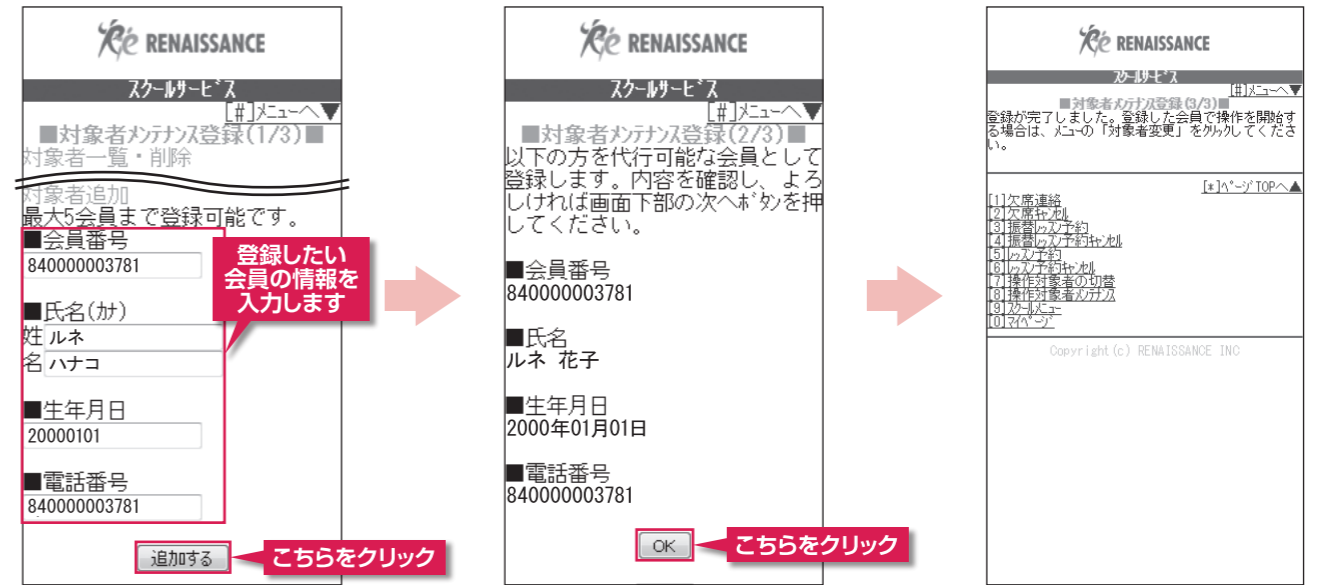 Ré RENAISSANCE
スクールサービス
[#]メニューへ▼
■対象者メンテナンス登録(1/3)■
対象者一覧・削除
対象者追加
最大5会員まで登録可能です。
■会員番号
840000003781
■氏名(カナ)
姓 ルネ
名 ハナコ
■生年月日
20000101
■電話番号
840000003781
追加する
登録したい
会員の情報を
入力します
こちらをクリック
Ré RENAISSANCE
スクールサービス
[#]メニューへ▼
■対象者メンテナンス登録(2/3)■
以下の方を代行可能な会員として
登録します。内容を確認し、よろ
しければ画面下部の次へボタンを押
してください。
■会員番号
840000003781
■氏名
ルネ 花子
■生年月日
2000年01月01日
■電話番号
840000003781
OK
こちらをクリック
Ré RENAISSANCE
スクールサービス
[#]メニューへ▼
■対象者メンテナンス登録(3/3)■
登録が完了しました。登録した会員で操作を開始す
る場合は、メニューの「対象者変更」をクリックしてくださ
い。
[*]ページTOPへ▲
[1]欠席連絡
[2]欠席キャンセル
[3]振替レッスン予約
[4]振替レッスン予約キャンセル
[5]レッスン予約
[6]レッスン予約キャンセル
[7]操作対象者の切替
[8]操作対象者メンテナンス
[9]スクールメニュー
[0]マイページ
Copyright(c) RENAISSANCE INC